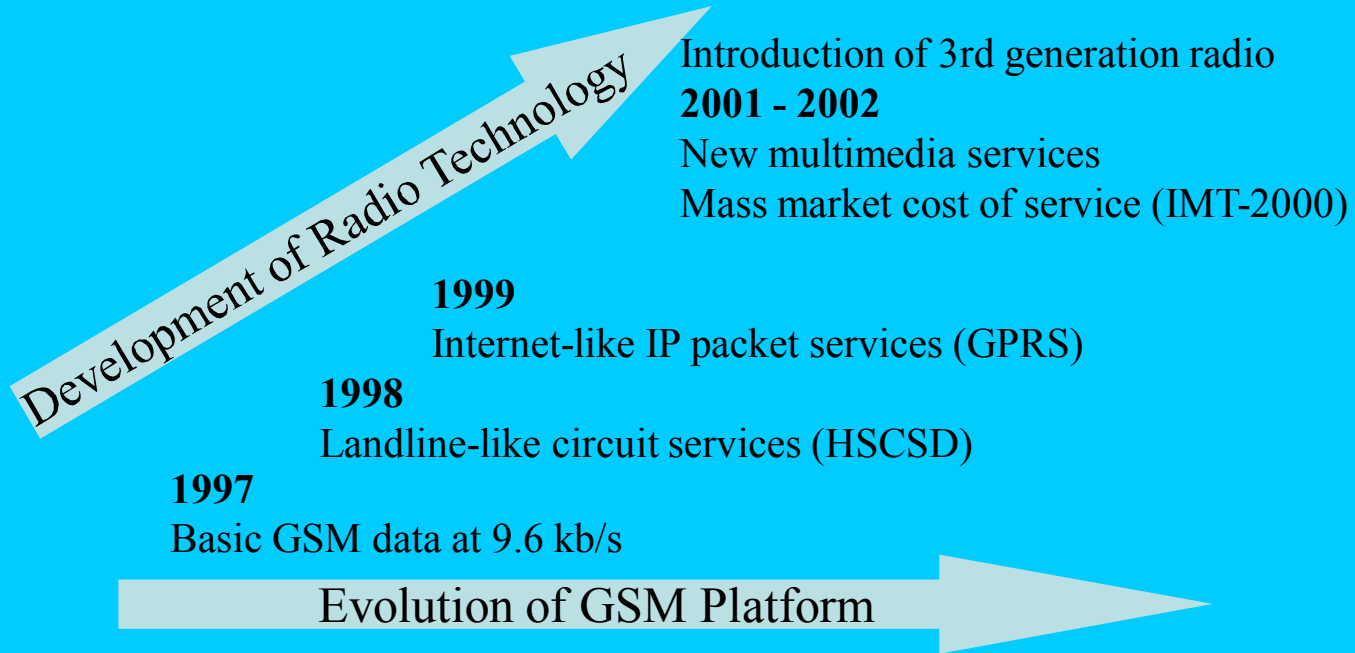 Development of Radio Technology
Introduction of 3rd generation radio
2001 - 2002
New multimedia services
Mass market cost of service (IMT-2000)
1999
Internet-like IP packet services (GPRS)
1998
Landline-like circuit services (HSCSD)
1997
Basic GSM data at 9.6 kb/s
Evolution of GSM Platform